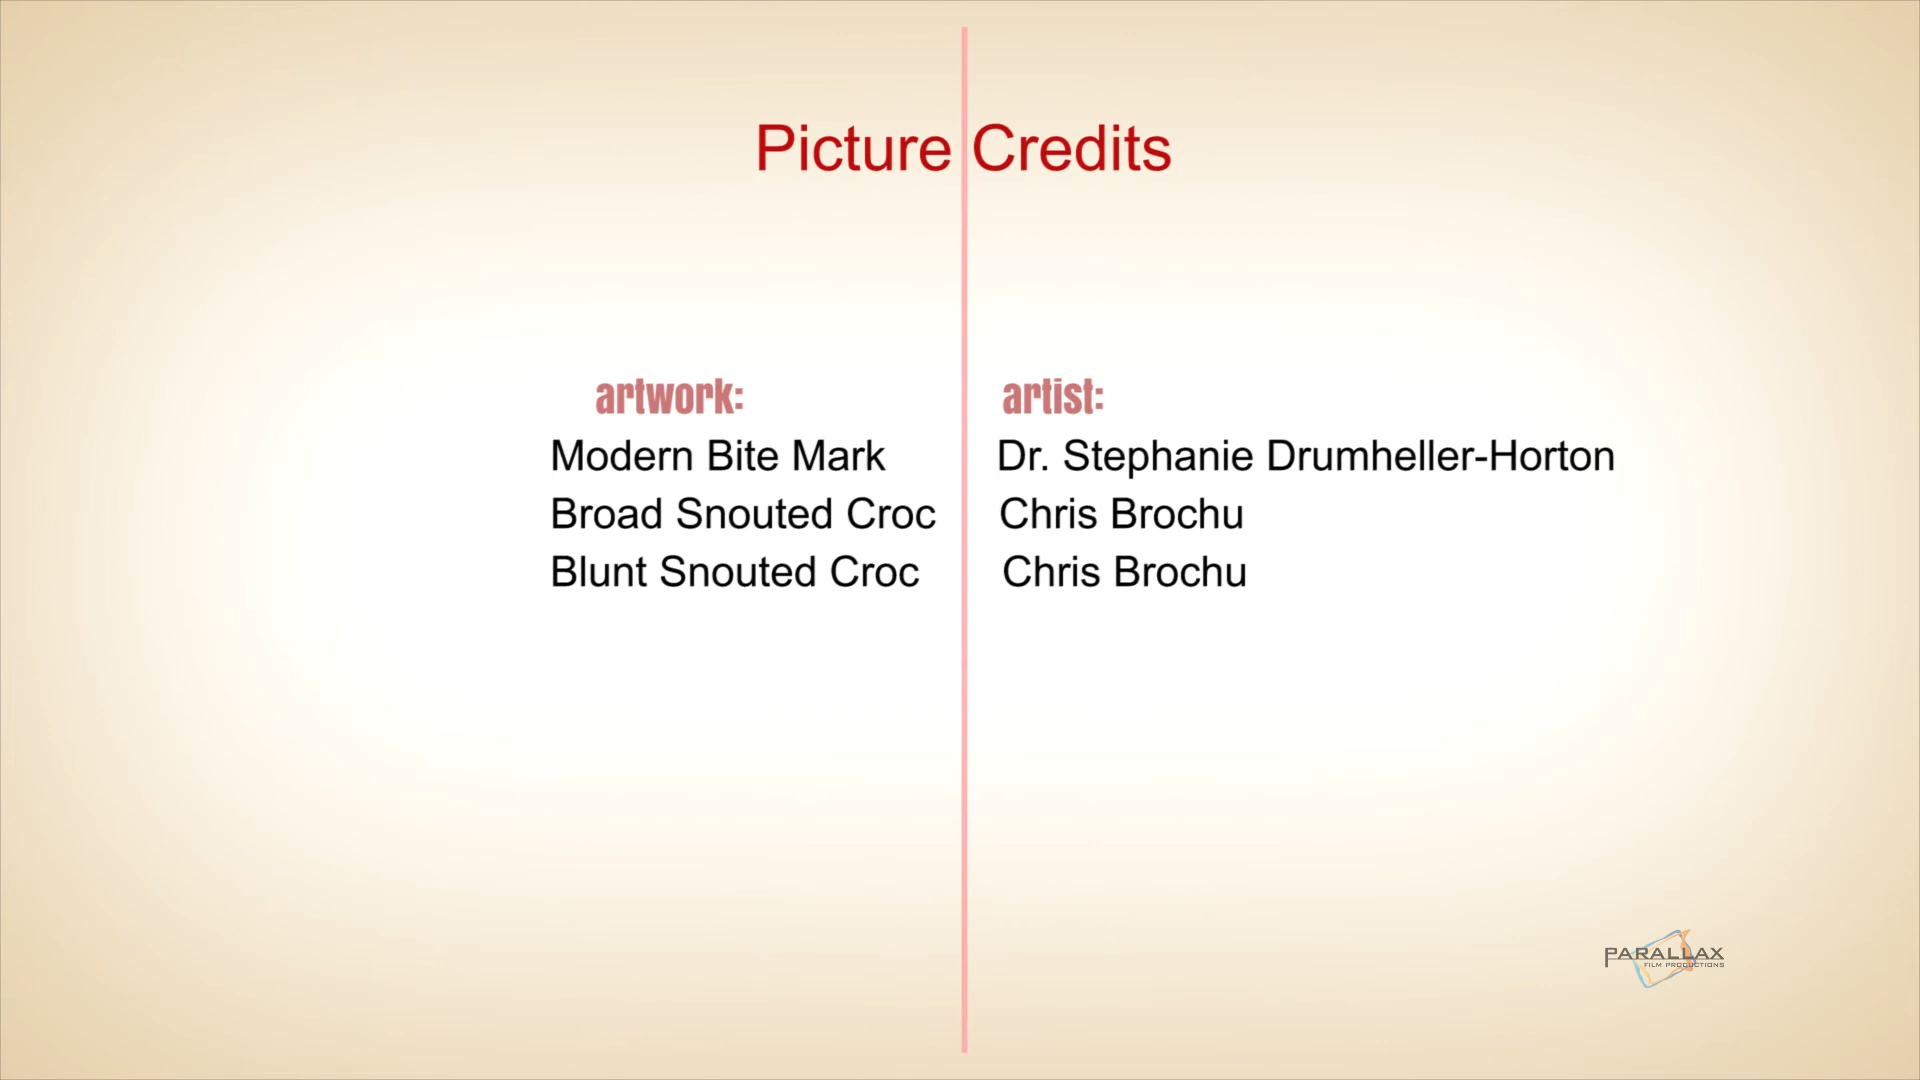 Picture Credits
artwork: artist:
Modern Bite Mark Dr. Stephanie Drumheller-Horton
Broad Snouted Croc Chris Brochu
Blunt Snouted Croc Chris Brochu
PARALLAX
FILM PRODUCTIONS